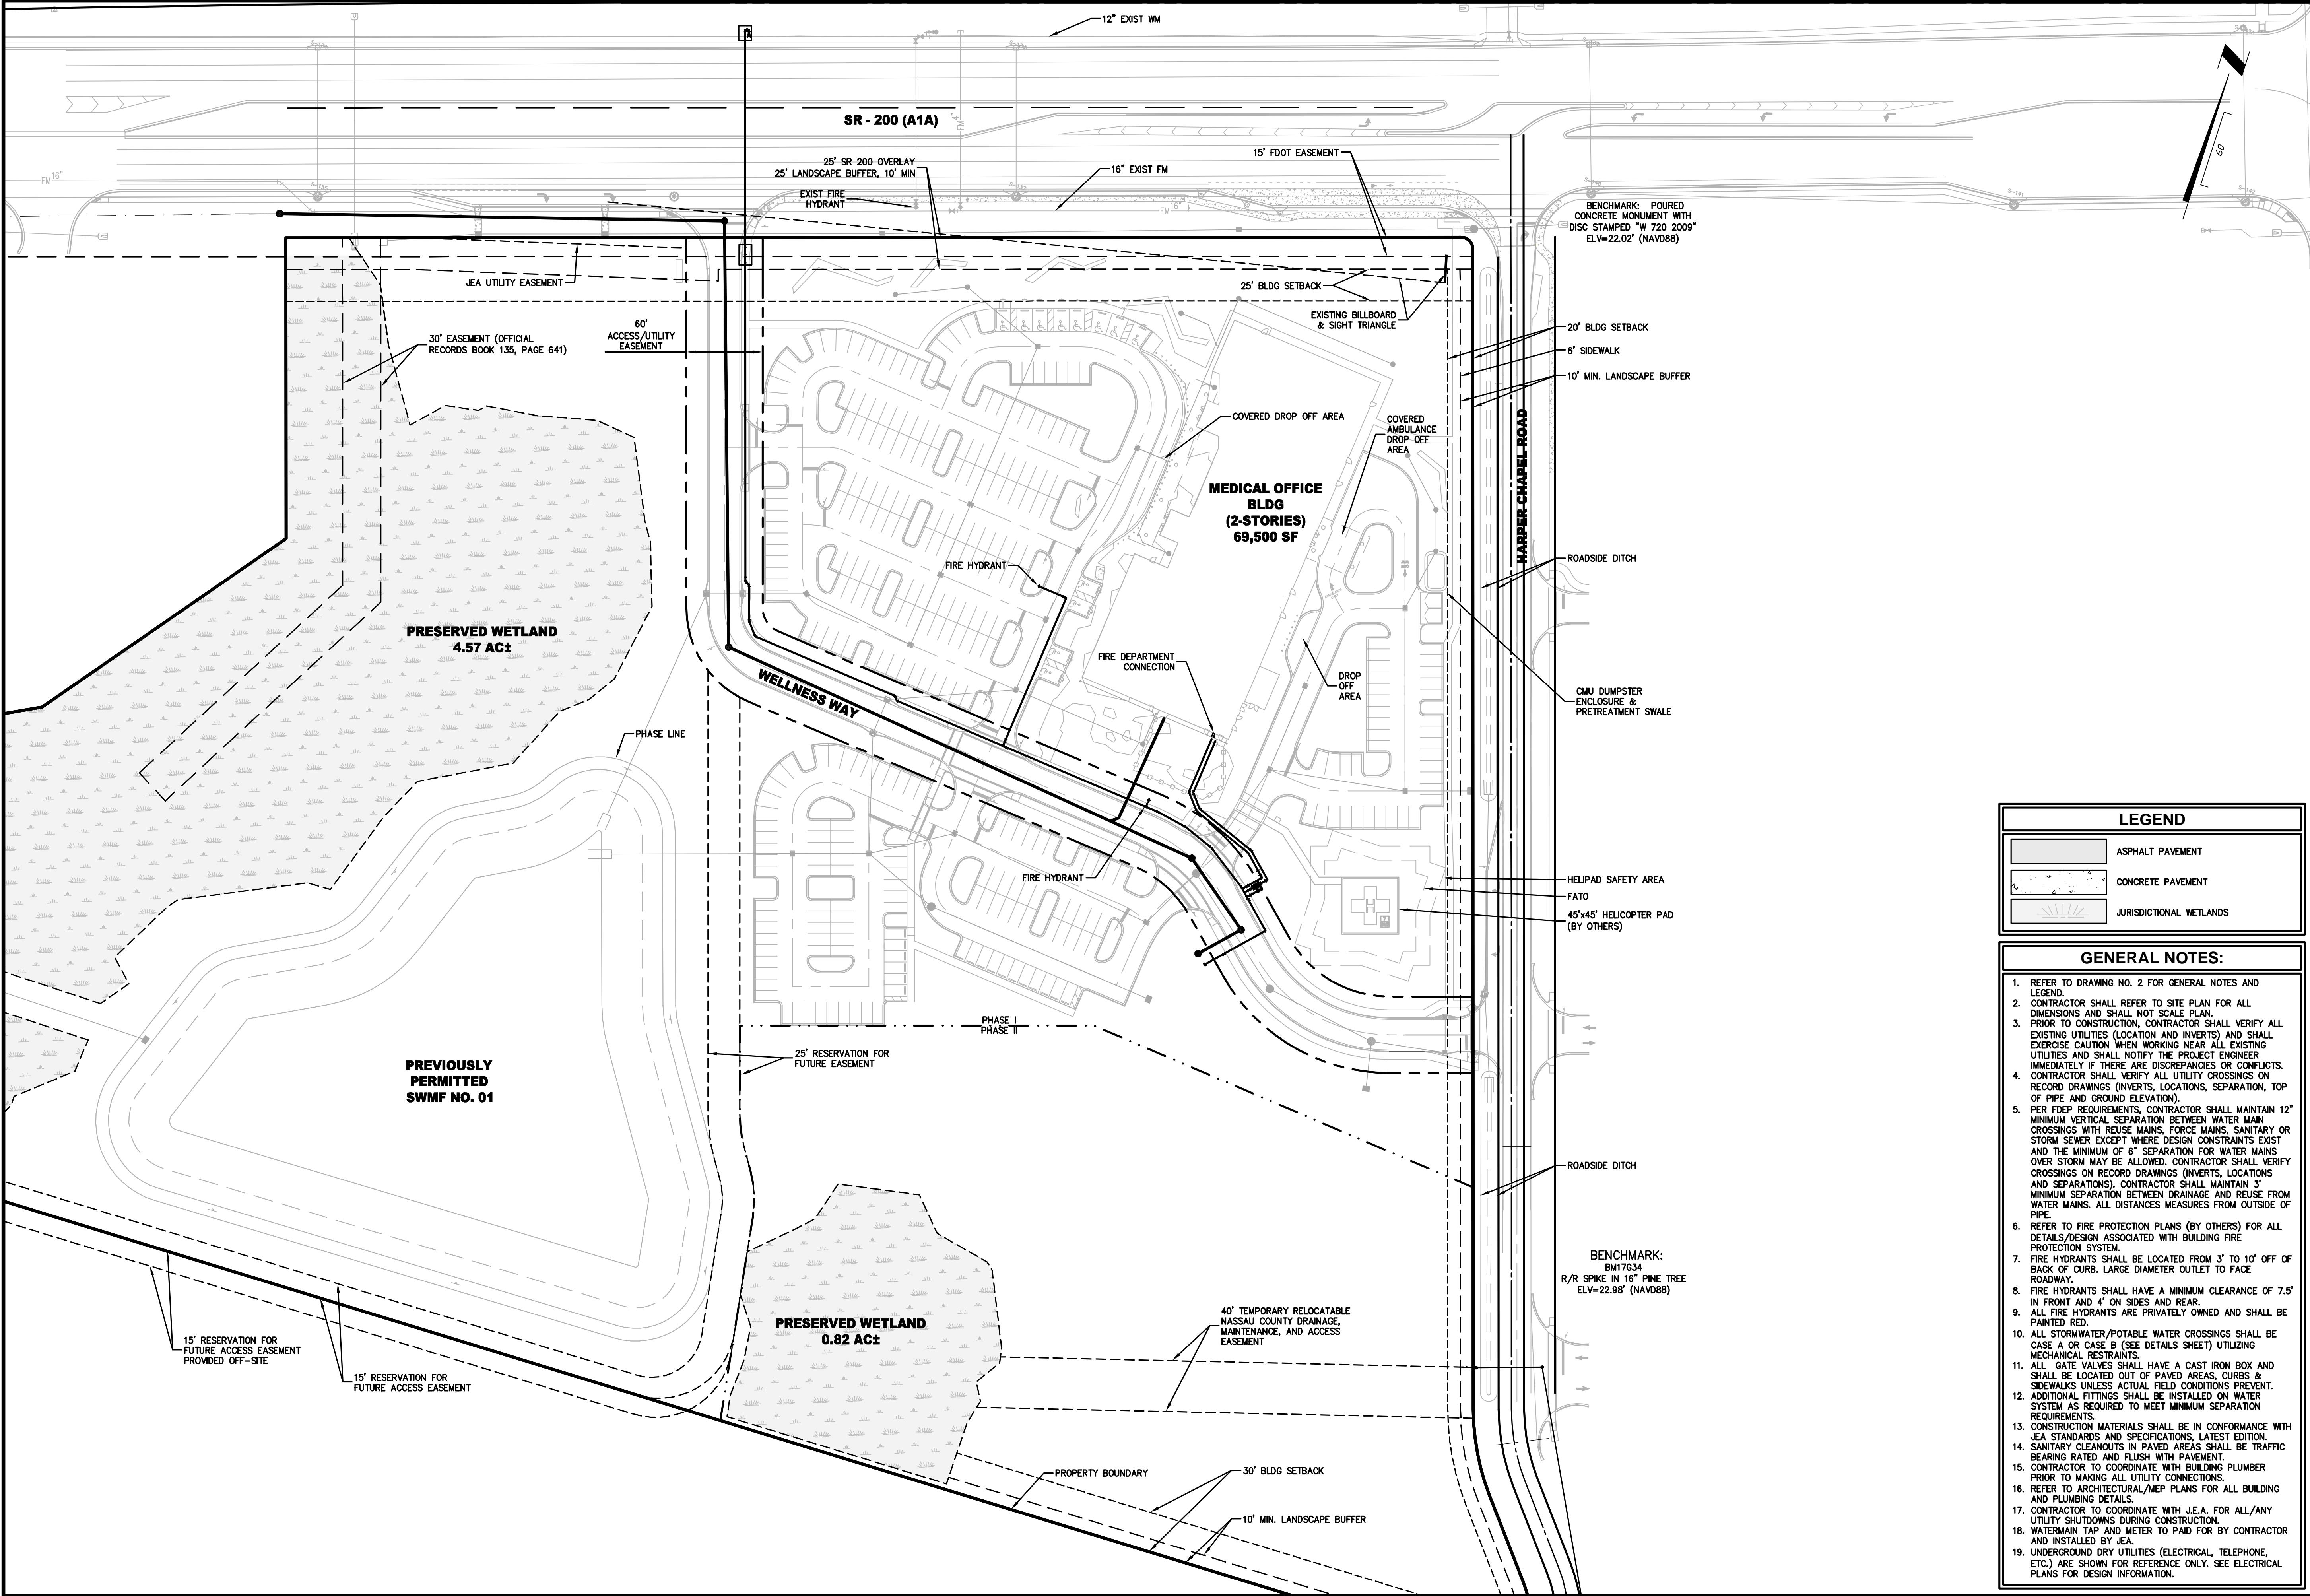 12" EXIST WM
SR - 200 (A1A)
25' SR 200 OVERLAY
25' LANDSCAPE BUFFER, 10' MIN
EXIST FIRE
HYDRANT
15' FDOT EASEMENT
16" EXIST FM
FM 16"
FM 16"
FM 4"
60
BENCHMARK: POURED
CONCRETE MONUMENT WITH
DISC STAMPED "W 720 2009"
ELV=22.02' (NAVD88)
JEA UTILITY EASEMENT
25' BLDG SETBACK
EXISTING BILLBOARD
& SIGHT TRIANGLE
60'
ACCESS/UTILITY
EASEMENT
30' EASEMENT (OFFICIAL
RECORDS BOOK 135, PAGE 641)
20' BLDG SETBACK
6' SIDEWALK
10' MIN. LANDSCAPE BUFFER
HARPER CHAPEL ROAD
COVERED DROP OFF AREA
COVERED
AMBULANCE
DROP OFF
AREA
MEDICAL OFFICE
BLDG
(2-STORIES)
69,500 SF
FIRE HYDRANT
ROADSIDE DITCH
PRESERVED WETLAND
4.57 AC±
FIRE DEPARTMENT
CONNECTION
DROP
OFF
AREA
WELLNESS WAY
CMU DUMPSTER
ENCLOSURE &
PRETREATMENT SWALE
PHASE LINE
FIRE HYDRANT
HELIPAD SAFETY AREA
FATO
45'x45' HELICOPTER PAD
(BY OTHERS)
H
PHASE I
PHASE II
25' RESERVATION FOR
FUTURE EASEMENT
PREVIOUSLY
PERMITTED
SWMF NO. 01
ROADSIDE DITCH
BENCHMARK:
BM17G34
R/R SPIKE IN 16" PINE TREE
ELV=22.98' (NAVD88)
PRESERVED WETLAND
0.82 AC±
40' TEMPORARY RELOCATABLE
NASSAU COUNTY DRAINAGE,
MAINTENANCE, AND ACCESS
EASEMENT
15' RESERVATION FOR
FUTURE ACCESS EASEMENT
PROVIDED OFF-SITE
15' RESERVATION FOR
FUTURE ACCESS EASEMENT
PROPERTY BOUNDARY
30' BLDG SETBACK
10' MIN. LANDSCAPE BUFFER
LEGEND
ASPHALT PAVEMENT
CONCRETE PAVEMENT
JURISDICTIONAL WETLANDS
GENERAL NOTES:
1. REFER TO DRAWING NO. 2 FOR GENERAL NOTES AND
LEGEND.
2. CONTRACTOR SHALL REFER TO SITE PLAN FOR ALL
DIMENSIONS AND SHALL NOT SCALE PLAN.
3. PRIOR TO CONSTRUCTION, CONTRACTOR SHALL VERIFY ALL
EXISTING UTILITIES (LOCATION AND INVERTS) AND SHALL
EXERCISE CAUTION WHEN WORKING NEAR ALL EXISTING
UTILITIES AND SHALL NOTIFY THE PROJECT ENGINEER
IMMEDIATELY IF THERE ARE DISCREPANCIES OR CONFLICTS.
4. CONTRACTOR SHALL VERIFY ALL UTILITY CROSSINGS ON
RECORD DRAWINGS (INVERTS, LOCATIONS, SEPARATION, TOP
OF PIPE AND GROUND ELEVATION).
5. PER FDEP REQUIREMENTS, CONTRACTOR SHALL MAINTAIN 12"
MINIMUM VERTICAL SEPARATION BETWEEN WATER MAIN
CROSSINGS WITH REUSE MAINS, FORCE MAINS, SANITARY OR
STORM SEWER EXCEPT WHERE DESIGN CONSTRAINTS EXIST
AND THE MINIMUM OF 6" SEPARATION FOR WATER MAINS
OVER STORM MAY BE ALLOWED. CONTRACTOR SHALL VERIFY
CROSSINGS ON RECORD DRAWINGS (INVERTS, LOCATIONS
AND SEPARATIONS). CONTRACTOR SHALL MAINTAIN 3'
MINIMUM SEPARATION BETWEEN DRAINAGE AND REUSE FROM
WATER MAINS. ALL DISTANCES MEASURES FROM OUTSIDE OF
PIPE.
6. REFER TO FIRE PROTECTION PLANS (BY OTHERS) FOR ALL
DETAILS/DESIGN ASSOCIATED WITH BUILDING FIRE
PROTECTION SYSTEM.
7. FIRE HYDRANTS SHALL BE LOCATED FROM 3' TO 10' OFF OF
BACK OF CURB. LARGE DIAMETER OUTLET TO FACE
ROADWAY.
8. FIRE HYDRANTS SHALL HAVE A MINIMUM CLEARANCE OF 7.5'
IN FRONT AND 4' ON SIDES AND REAR.
9. ALL FIRE HYDRANTS ARE PRIVATELY OWNED AND SHALL BE
PAINTED RED.
10. ALL STORMWATER/POTABLE WATER CROSSINGS SHALL BE
CASE A OR CASE B (SEE DETAILS SHEET) UTILIZING
MECHANICAL RESTRAINTS.
11. ALL GATE VALVES SHALL HAVE A CAST IRON BOX AND
SHALL BE LOCATED OUT OF PAVED AREAS, CURBS &
SIDEWALKS UNLESS ACTUAL FIELD CONDITIONS PREVENT.
12. ADDITIONAL FITTINGS SHALL BE INSTALLED ON WATER
SYSTEM AS REQUIRED TO MEET MINIMUM SEPARATION
REQUIREMENTS.
13. CONSTRUCTION MATERIALS SHALL BE IN CONFORMANCE WITH
JEA STANDARDS AND SPECIFICATIONS, LATEST EDITION.
14. SANITARY CLEANOUTS IN PAVED AREAS SHALL BE TRAFFIC
BEARING RATED AND FLUSH WITH PAVEMENT.
15. CONTRACTOR TO COORDINATE WITH BUILDING PLUMBER
PRIOR TO MAKING ALL UTILITY CONNECTIONS.
16. REFER TO ARCHITECTURAL/MEP PLANS FOR ALL BUILDING
AND PLUMBING DETAILS.
17. CONTRACTOR TO COORDINATE WITH J.E.A. FOR ALL/ANY
UTILITY SHUTDOWNS DURING CONSTRUCTION.
18. WATERMAIN TAP AND METER TO PAID FOR BY CONTRACTOR
AND INSTALLED BY JEA.
19. UNDERGROUND DRY UTILITIES (ELECTRICAL, TELEPHONE,
ETC.) ARE SHOWN FOR REFERENCE ONLY. SEE ELECTRICAL
PLANS FOR DESIGN INFORMATION.